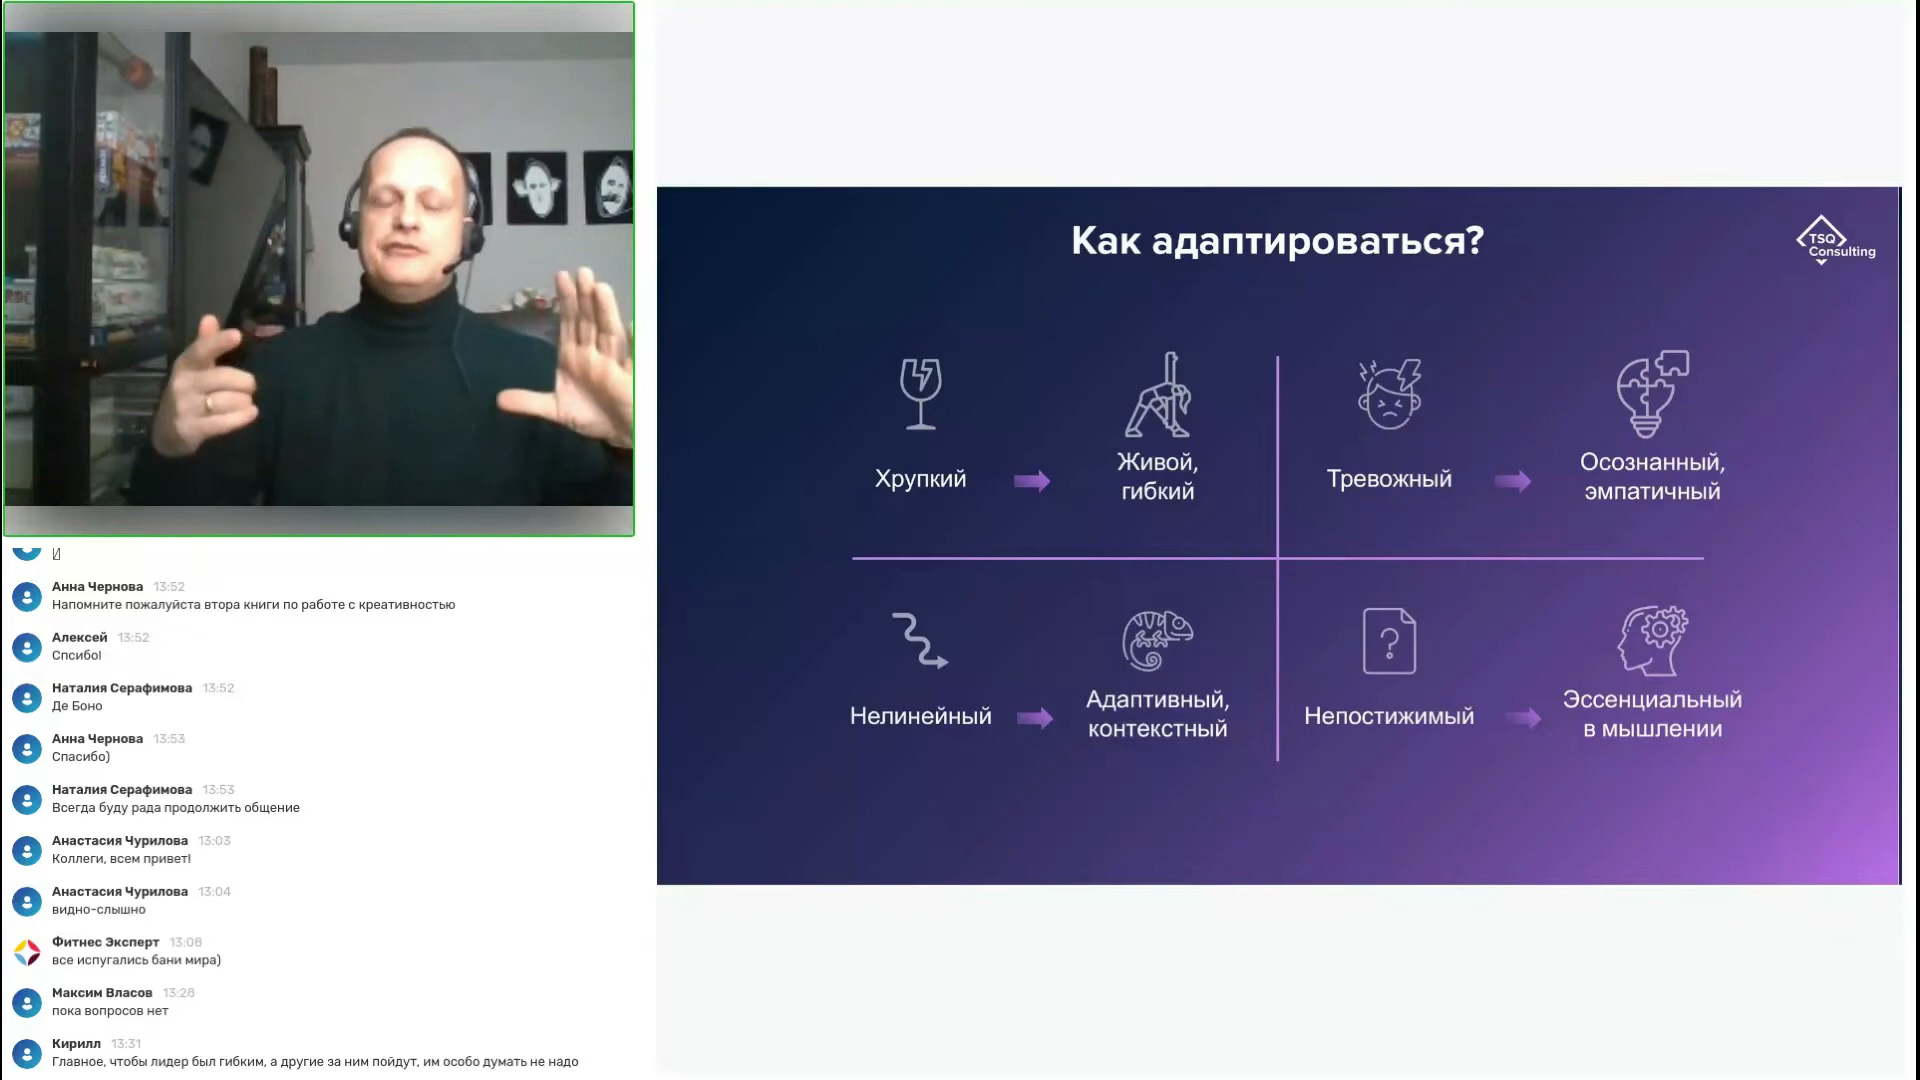 Как адаптироваться?
TSQ
Consulting
Хрупкий
Живой,
гибкий
Тревожный
Осознанный,
эмпатичный
Нелинейный
Адаптивный,
контекстный
Непостижимый
Эссенциальный
в мышлении
Анна Чернова 13:52
Напомните пожалуйста втора книги по работе с креативностью
Алексей 13:52
Спсибо!
Наталия Серафимова 13:52
Де Боно
Анна Чернова 13:53
Спасибо)
Наталия Серафимова 13:53
Всегда буду рада продолжить общение
Анастасия Чурилова 13:03
Коллеги, всем привет!
Анастасия Чурилова 13:04
видно-слышно
Фитнес Эксперт 13:08
все испугались бани мира)
Максим Власов 13:28
пока вопросов нет
Кирилл 13:31
Главное, чтобы лидер был гибким, а другие за ним пойдут, им особо думать не надо